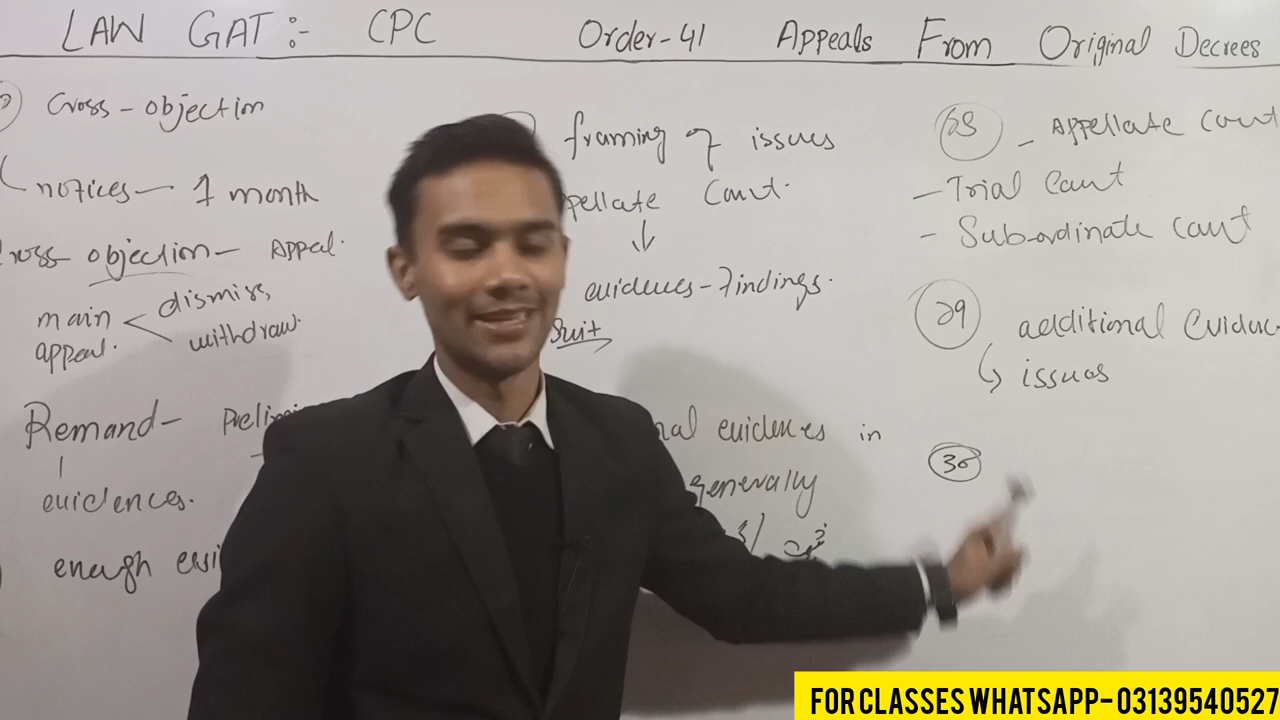 LAW GAT:- CPC Order-41 Appeals From Original Decrees
Cross-objection
notices - 1 month
Cross objection - Appeal.
main appeal.
dismiss
withdraw.
Remand -
evidences.
enough
framing of issues
Appellate Court.
evidences - Findings.
Suit
evidences in
generally
28 - Appellate Court
- Trial Court
- Subordinate Court
29 additional Evidenc
issues
30
FOR CLASSES WHATSAPP- 03139540527